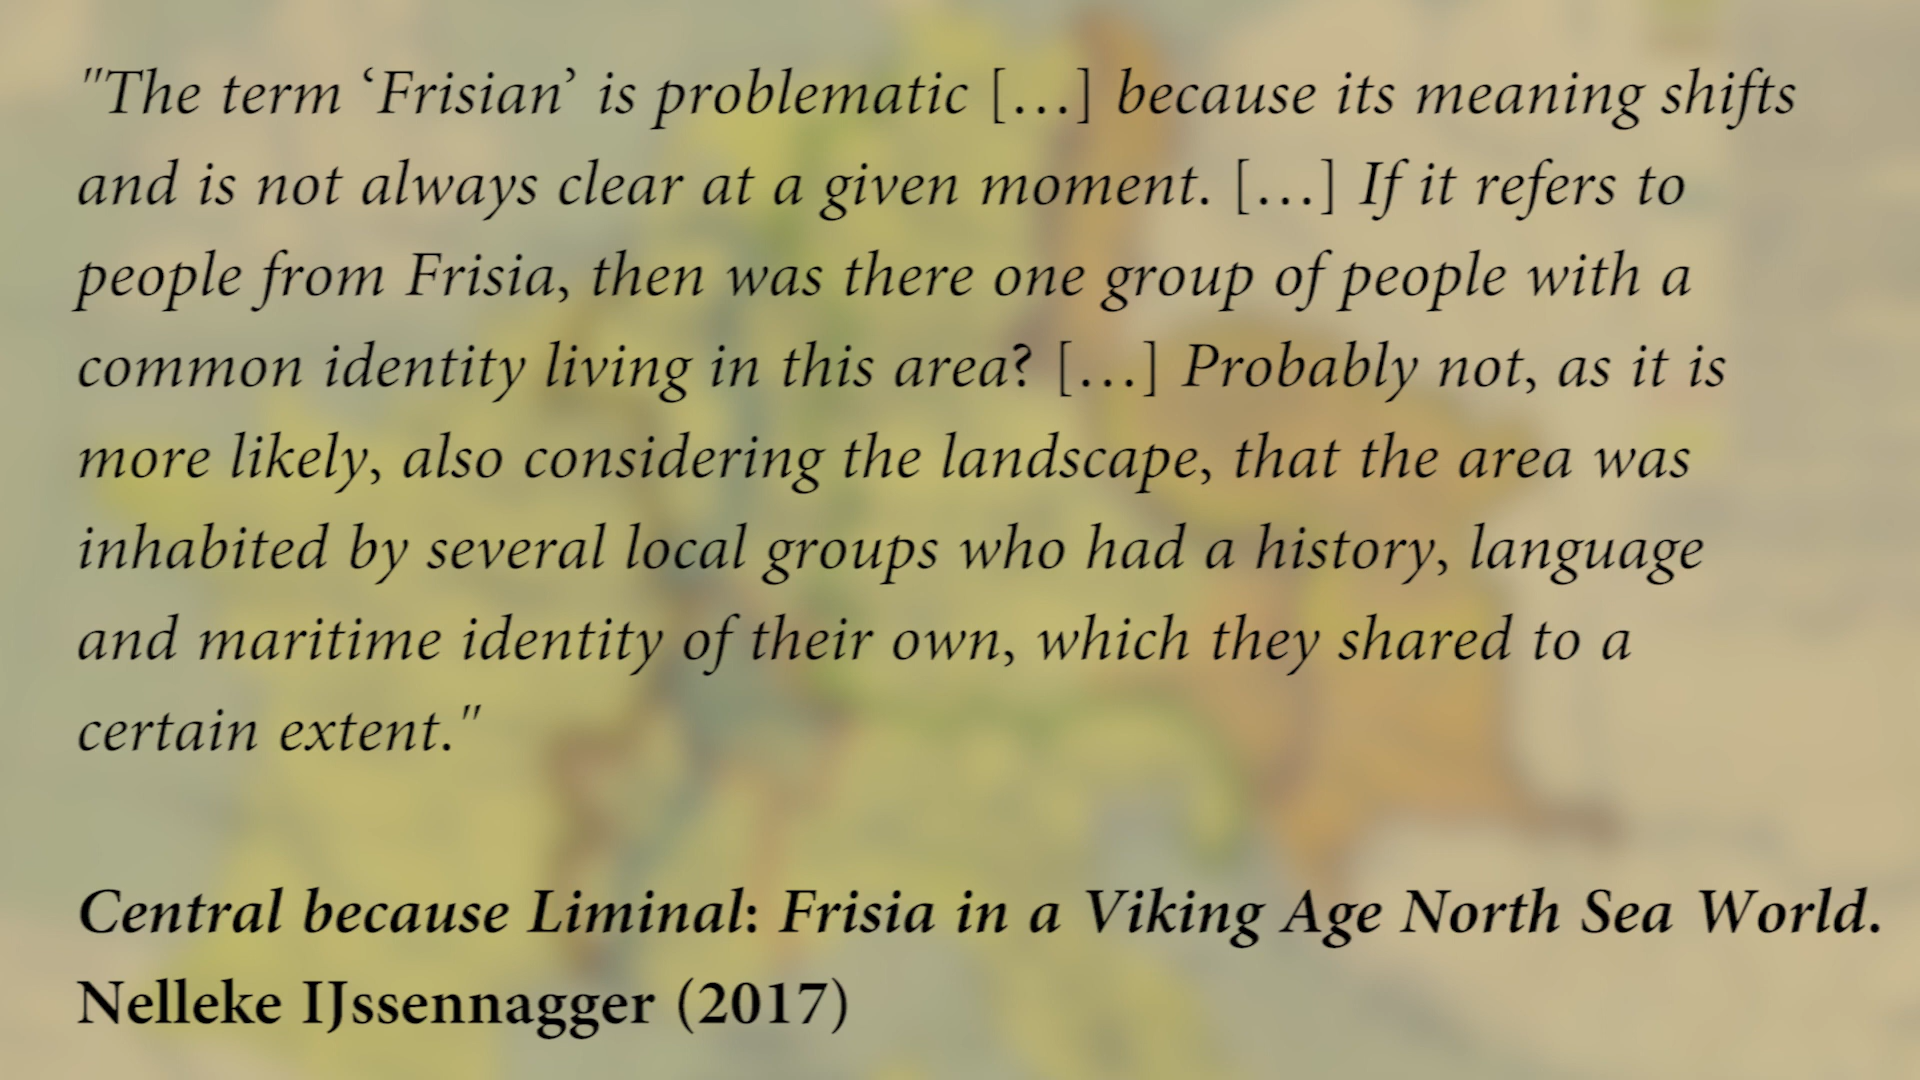 "The term ‘Frisian’ is problematic […] because its meaning shifts
and is not always clear at a given moment. […] If it refers to
people from Frisia, then was there one group of people with a
common identity living in this area? […] Probably not, as it is
more likely, also considering the landscape, that the area was
inhabited by several local groups who had a history, language
and maritime identity of their own, which they shared to a
certain extent."
Central because Liminal: Frisia in a Viking Age North Sea World.
Nelleke IJssennagger (2017)